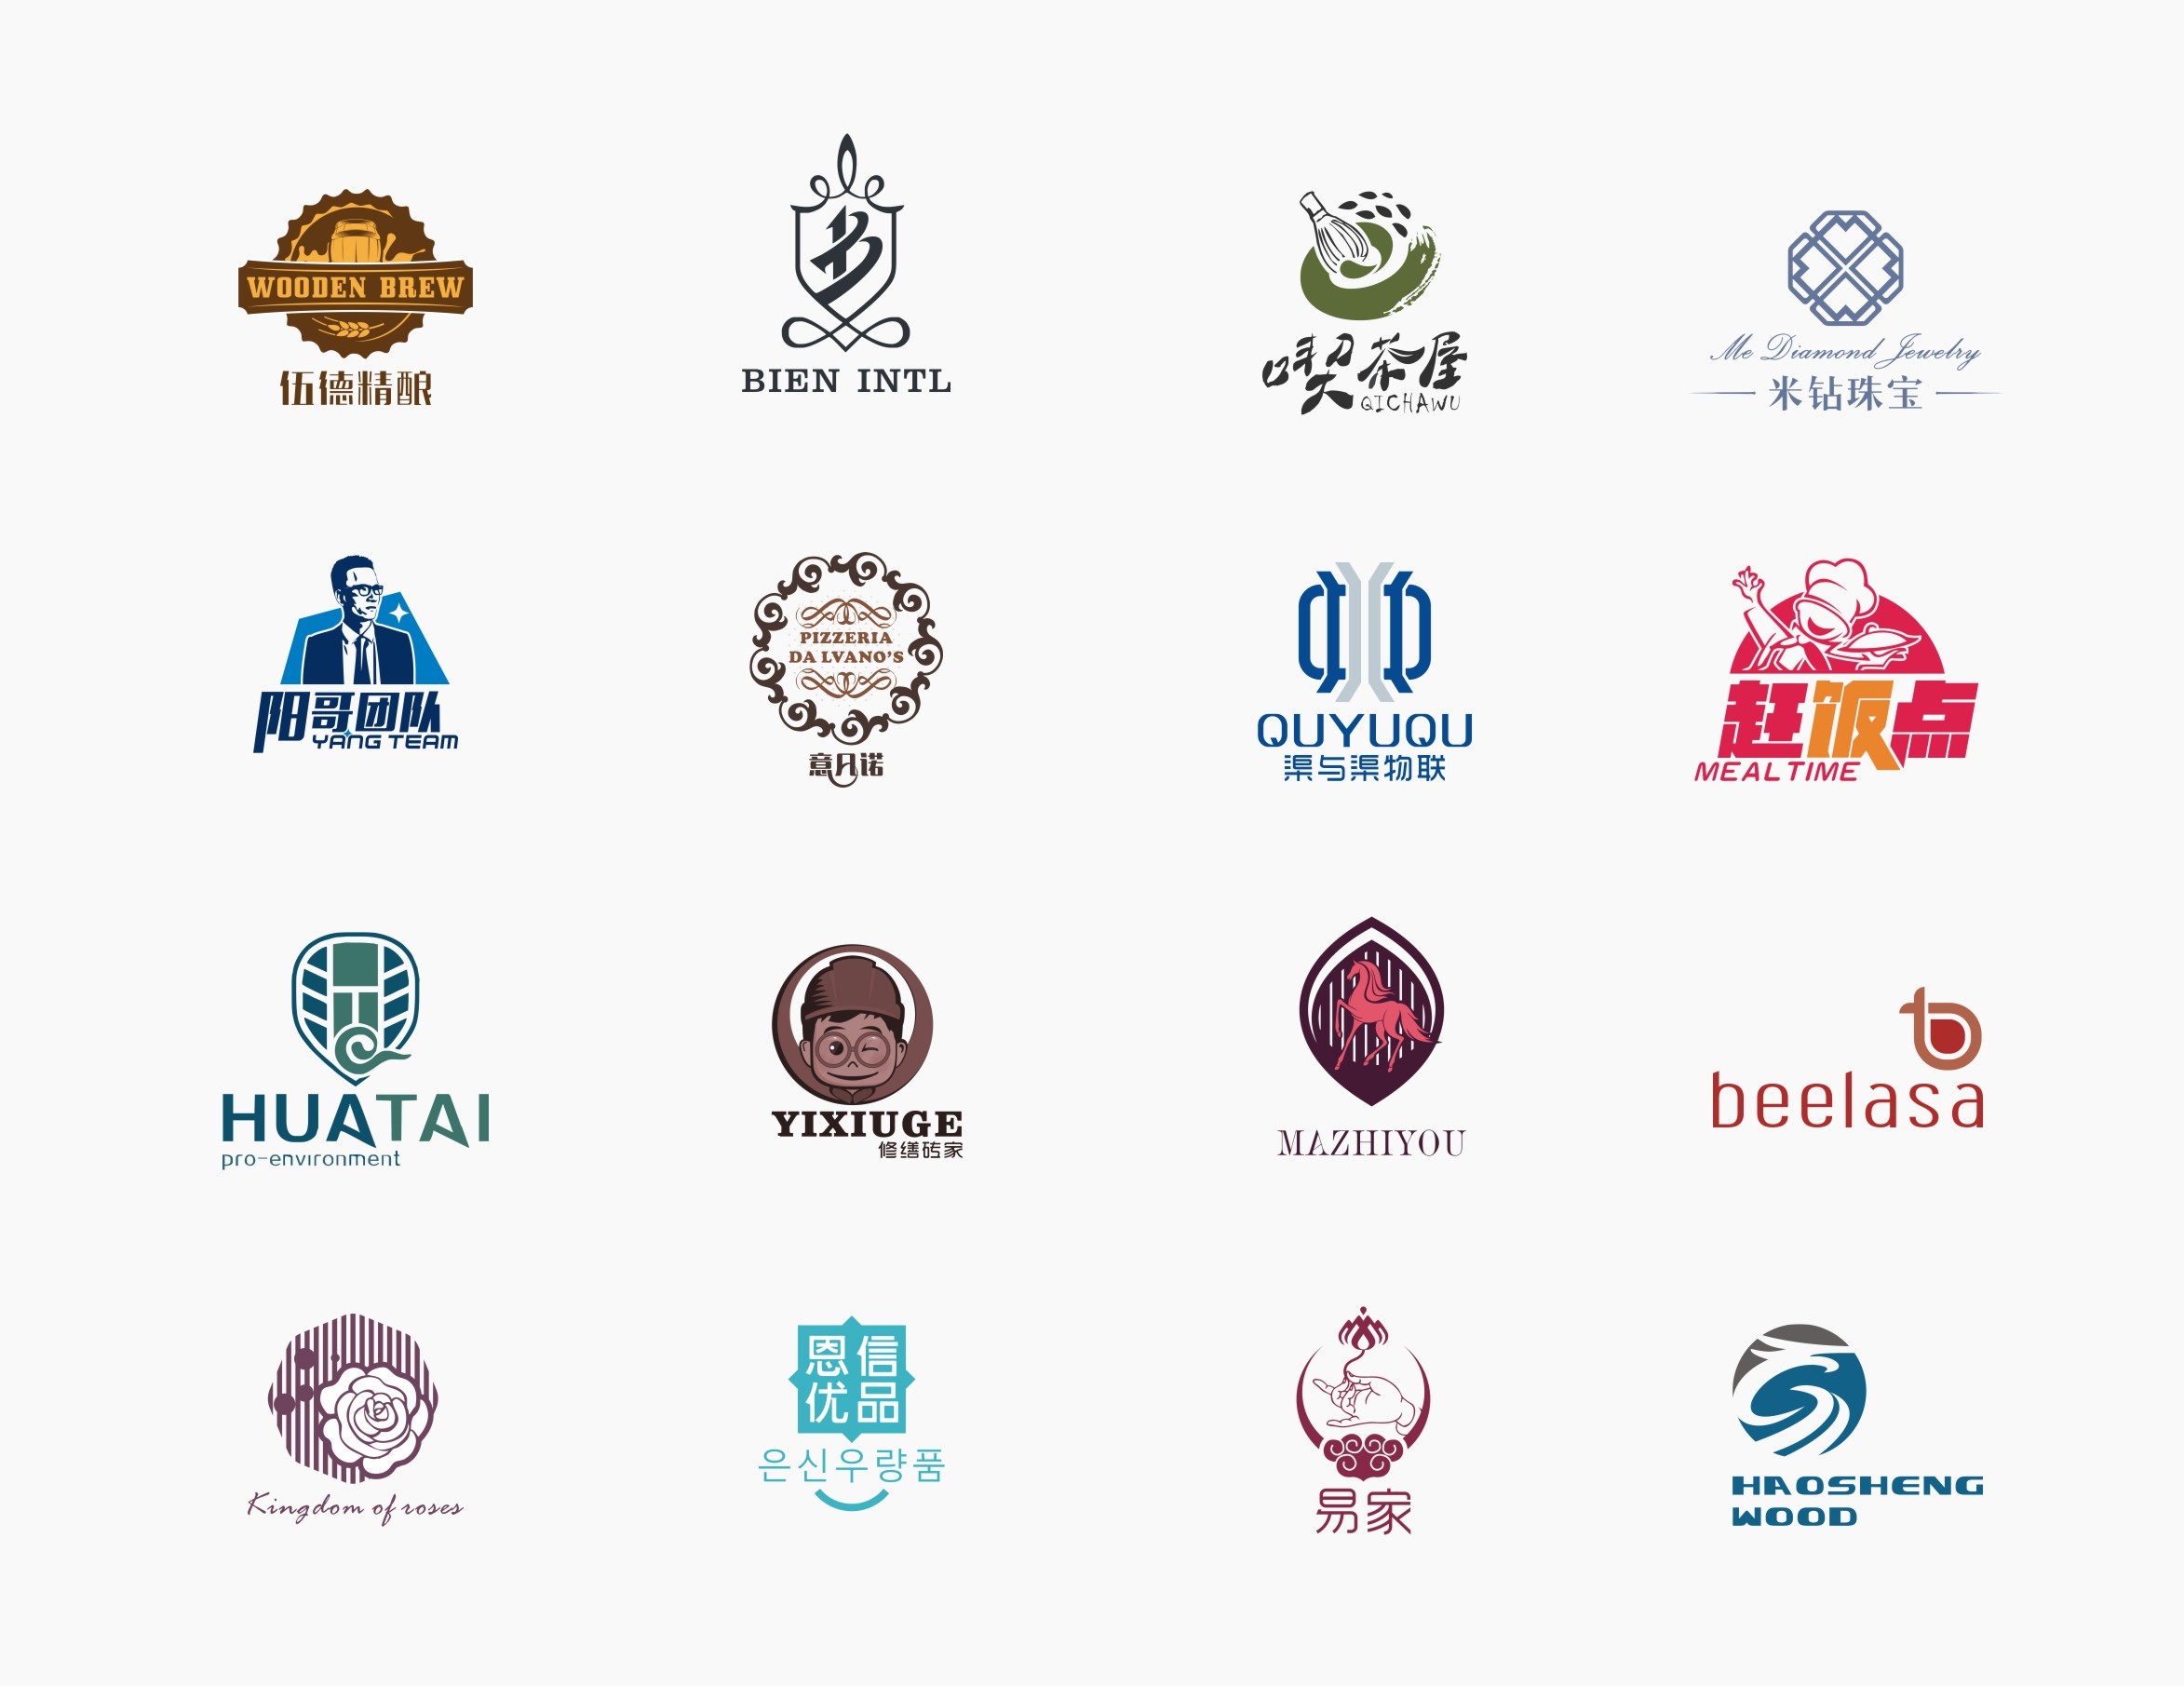 WOODEN BREW
伍德精酿
BIEN INTL
喫茶屋
QICHAWU
Me Diamond Jewelry
米钻珠宝
阳哥团队
YANG TEAM
PIZZERIA
DA LVANO'S
意凡诺
QUYUQU
渠与渠物联
赶饭点
MEALTIME
HUATAI
pro-environment
YIXIUGE
修缮砖家
MAZHIYOU
beelasa
Kingdom of roses
恩信
优品
은신우량품
易家
HAOSHENG
WOOD